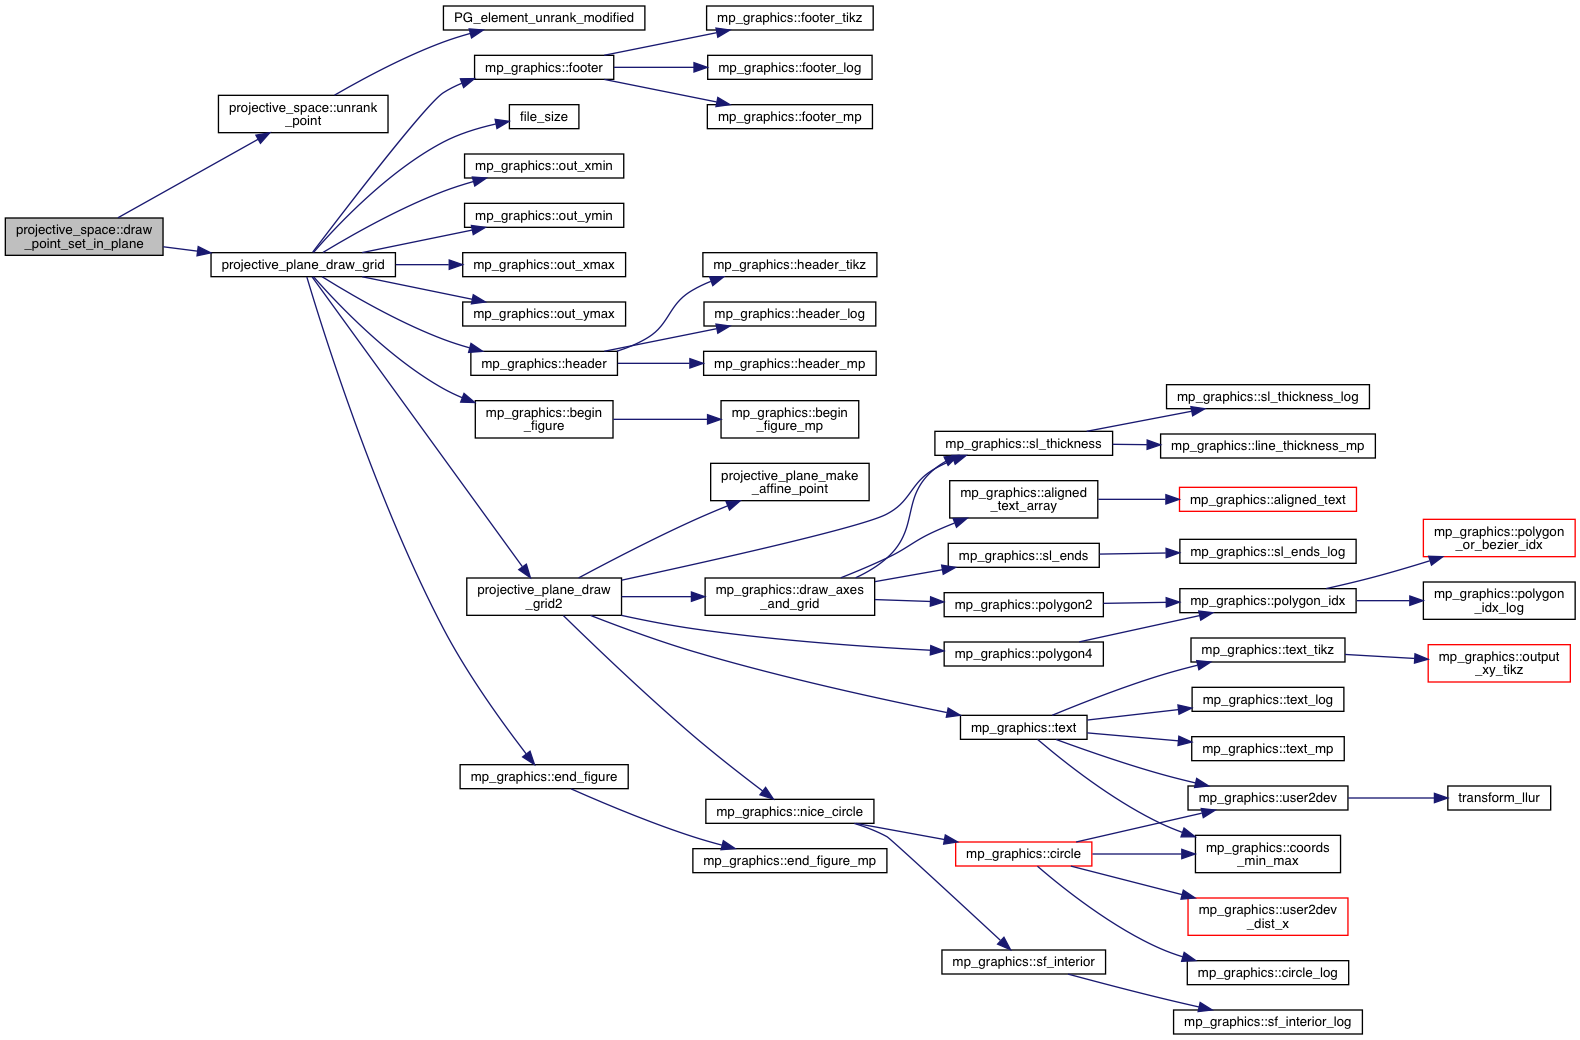 projective_space::draw
_point_set_in_plane
projective_space::unrank
_point
PG_element_unrank_modified
projective_plane_draw_grid
mp_graphics::footer
mp_graphics::footer_tikz
mp_graphics::footer_log
mp_graphics::footer_mp
file_size
mp_graphics::out_xmin
mp_graphics::out_ymin
mp_graphics::out_xmax
mp_graphics::out_ymax
mp_graphics::header
mp_graphics::header_tikz
mp_graphics::header_log
mp_graphics::header_mp
mp_graphics::begin
_figure
mp_graphics::begin
_figure_mp
projective_plane_draw
_grid2
projective_plane_make
_affine_point
mp_graphics::draw_axes
_and_grid
mp_graphics::sl_thickness
mp_graphics::sl_thickness_log
mp_graphics::line_thickness_mp
mp_graphics::aligned
_text_array
mp_graphics::aligned_text
mp_graphics::sl_ends
mp_graphics::sl_ends_log
mp_graphics::polygon2
mp_graphics::polygon4
mp_graphics::polygon_idx
mp_graphics::polygon
_or_bezier_idx
mp_graphics::polygon
_idx_log
mp_graphics::text
mp_graphics::text_tikz
mp_graphics::output
_xy_tikz
mp_graphics::text_log
mp_graphics::text_mp
mp_graphics::user2dev
transform_llur
mp_graphics::coords
_min_max
mp_graphics::end_figure
mp_graphics::end_figure_mp
mp_graphics::nice_circle
mp_graphics::circle
mp_graphics::user2dev
_dist_x
mp_graphics::circle_log
mp_graphics::sf_interior
mp_graphics::sf_interior_log